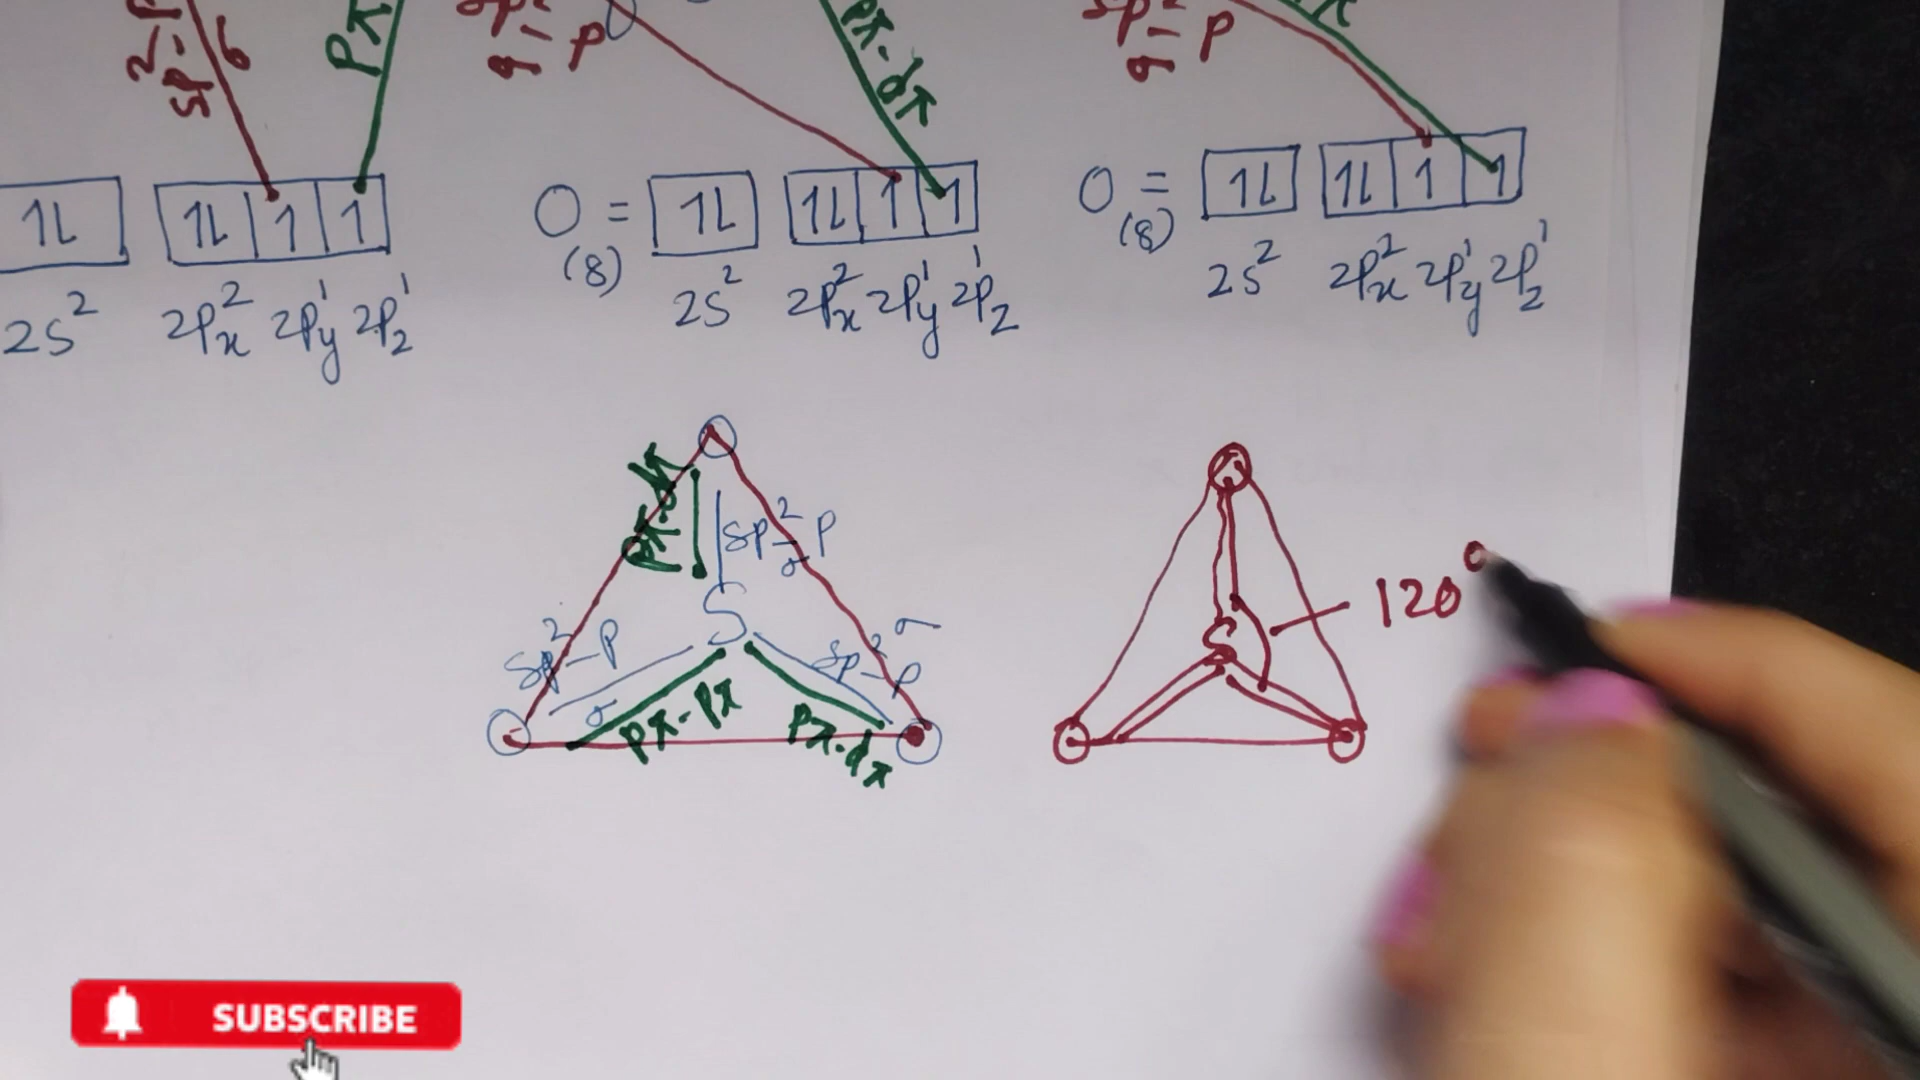 sp²-p σ pπ sp²-p σ pπ-dπ sp²-p σ π
1L 1L 1 1 O = 1L 1L 1 1 O = 1L 1L 1 1
(8) (8)
2s² 2px² 2py¹ 2pz¹ 2s² 2px² 2py¹ 2pz¹ 2s² 2px² 2py¹ 2pz¹
O O
pπ-dπ sp²-p σ
S 120°
sp²-p σ sp²-p σ S
pπ-pπ pπ-dπ
O O O O
SUBSCRIBE